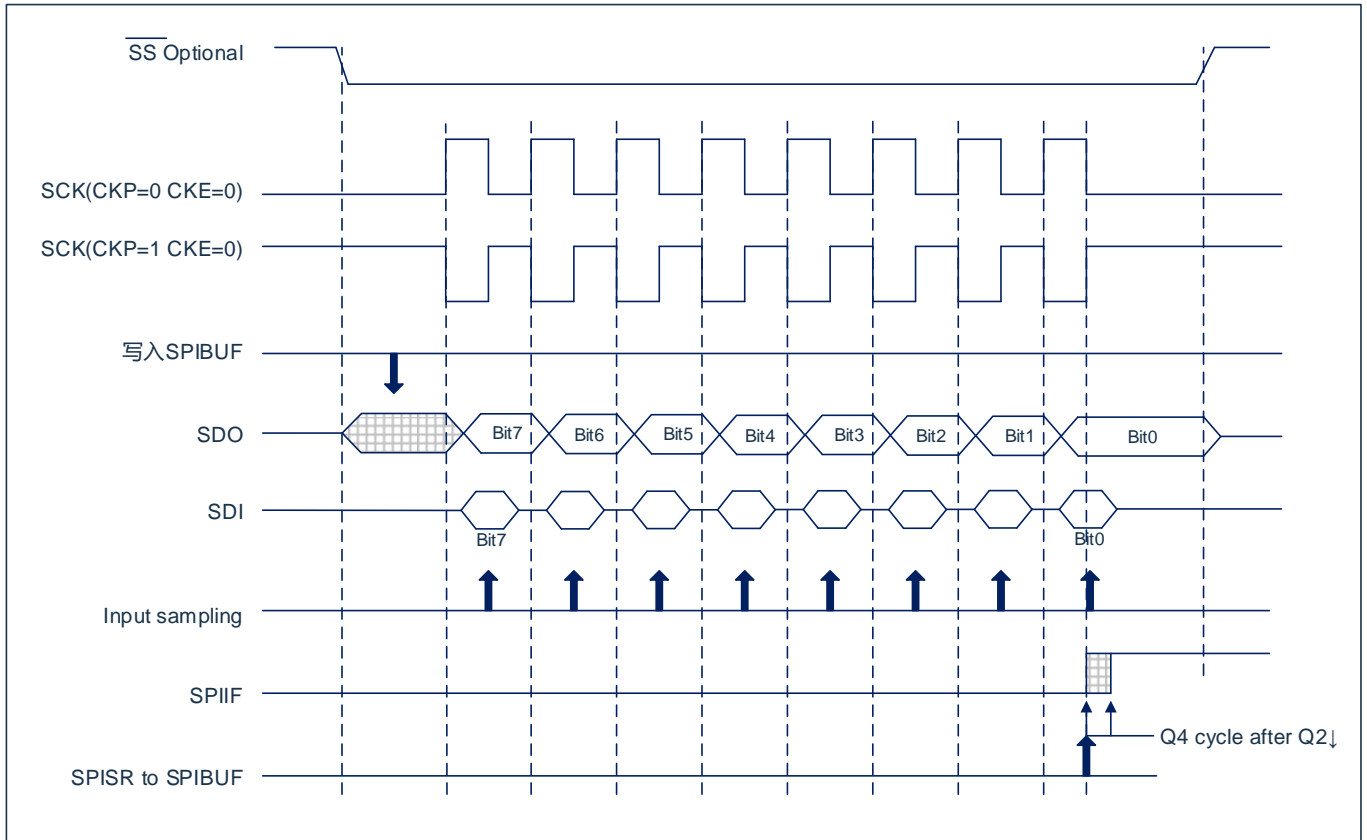 SS Optional
SCK(CKP=0 CKE=0)
SCK(CKP=1 CKE=0)
写入SPIBUF
SDO
Bit7 Bit6 Bit5 Bit4 Bit3 Bit2 Bit1 Bit0
SDI
Bit7 Bit0
Input sampling
SPIIF
Q4 cycle after Q2↓
SPISR to SPIBUF